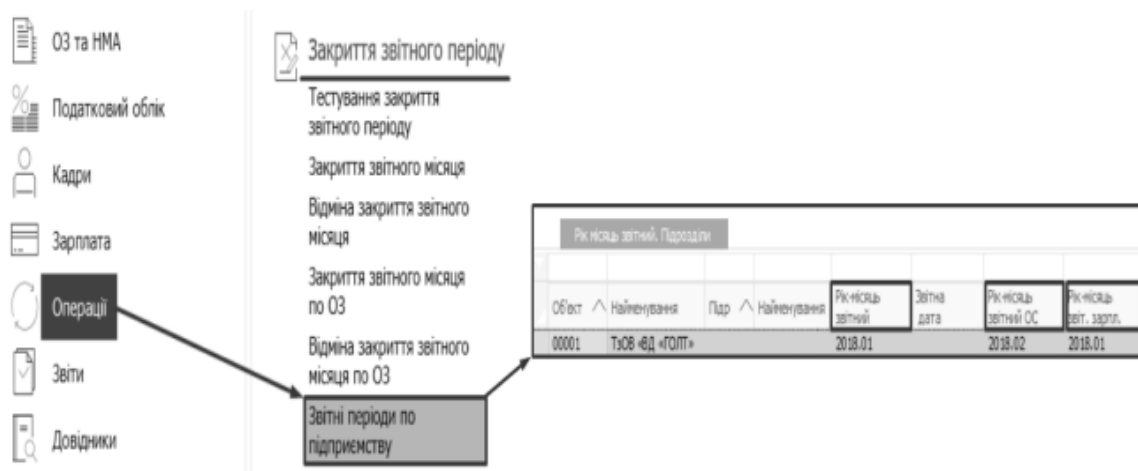 ОЗ та НМА
Податковий облік
Кадри
Зарплата
Операції
Звіти
Довідники
Закриття звітного періоду
Тестування закриття
звітного періоду
Закриття звітного місяця
Відміна закриття звітного
місяця
Закриття звітного місяця
по ОЗ
Відміна закриття звітного
місяця по ОЗ
Звітні періоди по
підприємству
Рік місяць звітний. Підрозділи
Об'єкт Найменування Підр Найменування Рік-місяць звітний Звітна дата Рік-місяць звітний ОС Рік-місяць звіт. зарпл.
00001 ТзОВ «ВД «ГОЛТ» 2018.01 2018.02 2018.01